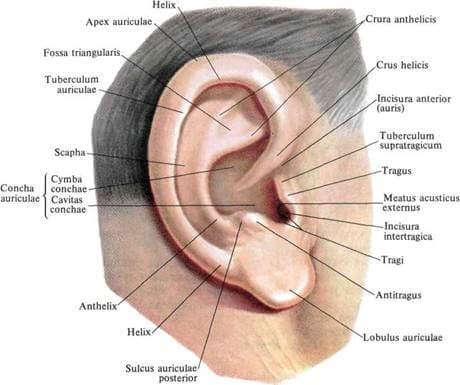 Helix
Apex auriculae
Fossa triangularis
Tuberculum
auriculae
Scapha
Concha
auriculae
Cymba
conchae
Cavitas
conchae
Anthelix
Helix
Sulcus auriculae
posterior
Crura anthelicis
Crus helicis
Incisura anterior
(auris)
Tuberculum
supratragicum
Tragus
Meatus acusticus
externus
Incisura
intertragica
Tragi
Antitragus
Lobulus auriculae